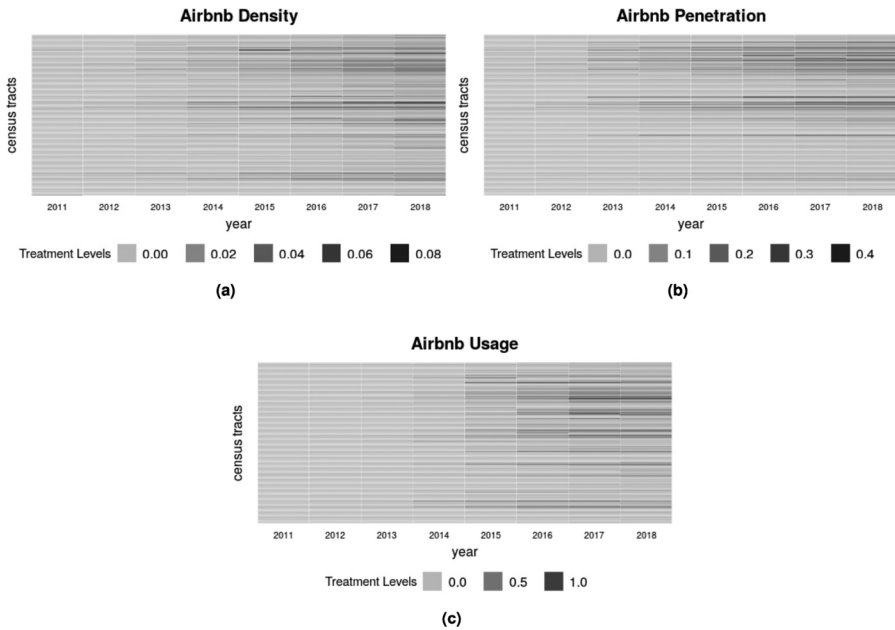 Airbnb Density
census tracts
2011 2012 2013 2014 2015 2016 2017 2018
year
Treatment Levels 0.00 0.02 0.04 0.06 0.08
(a)
Airbnb Penetration
census tracts
2011 2012 2013 2014 2015 2016 2017 2018
year
Treatment Levels 0.0 0.1 0.2 0.3 0.4
(b)
Airbnb Usage
census tracts
2011 2012 2013 2014 2015 2016 2017 2018
year
Treatment Levels 0.0 0.5 1.0
(c)